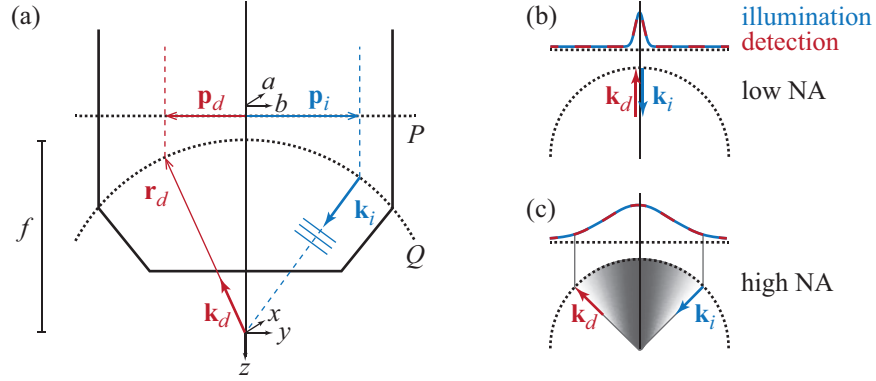 (a)
a
b
p_d
p_i
P
r_d
k_i
f
Q
k_d
x
y
z
(b)
illumination
detection
k_d
k_i
low NA
(c)
high NA
k_d
k_i